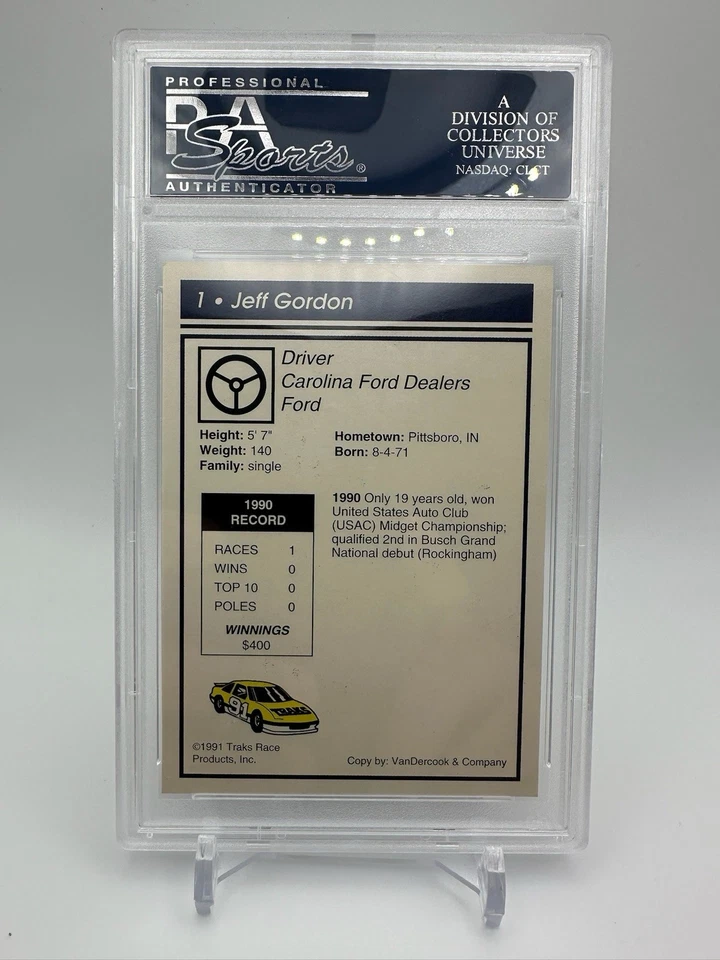 PROFESSIONAL
PSA
Sports®
AUTHENTICATOR
A
DIVISION OF
COLLECTORS
UNIVERSE
NASDAQ: CLCT
1 • Jeff Gordon
Driver
Carolina Ford Dealers
Ford
Height: 5' 7"
Weight: 140
Family: single
Hometown: Pittsboro, IN
Born: 8-4-71
1990
RECORD
RACES 1
WINS 0
TOP 10 0
POLES 0
WINNINGS
$400
1990 Only 19 years old, won
United States Auto Club
(USAC) Midget Championship;
qualified 2nd in Busch Grand
National debut (Rockingham)
91
TRAKS
©1991 Traks Race
Products, Inc.
Copy by: VanDercook & Company